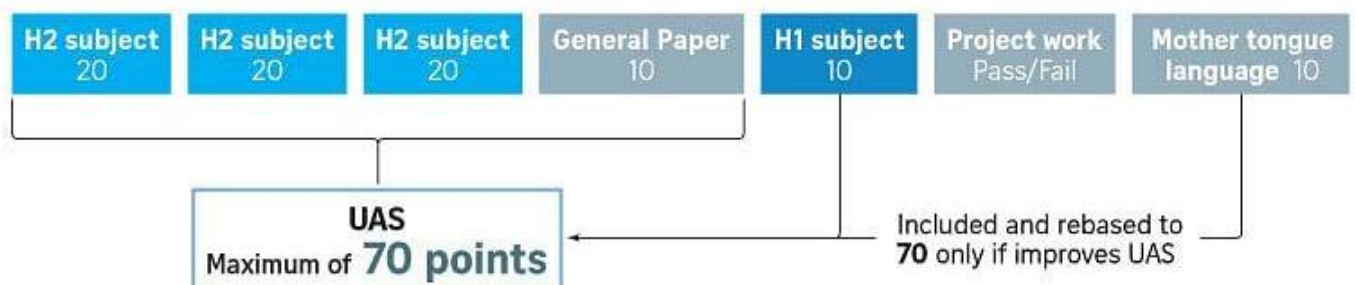 H2 subject
20
H2 subject
20
H2 subject
20
General Paper
10
H1 subject
10
Project work
Pass/Fail
Mother tongue
language 10
UAS
Maximum of 70 points
Included and rebased to
70 only if improves UAS